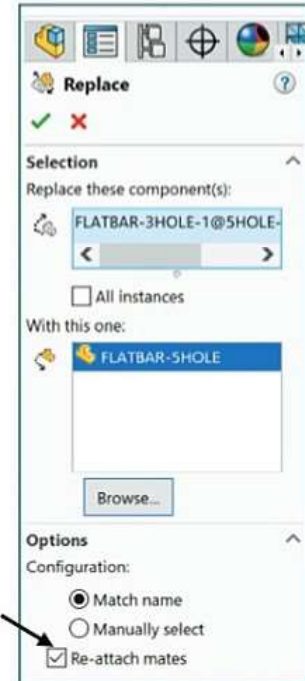 Replace
?
Selection
Replace these component(s):
FLATBAR-3HOLE-1@5HOLE-
All instances
With this one:
FLATBAR-5HOLE
Browse...
Options
Configuration:
Match name
Manually select
Re-attach mates